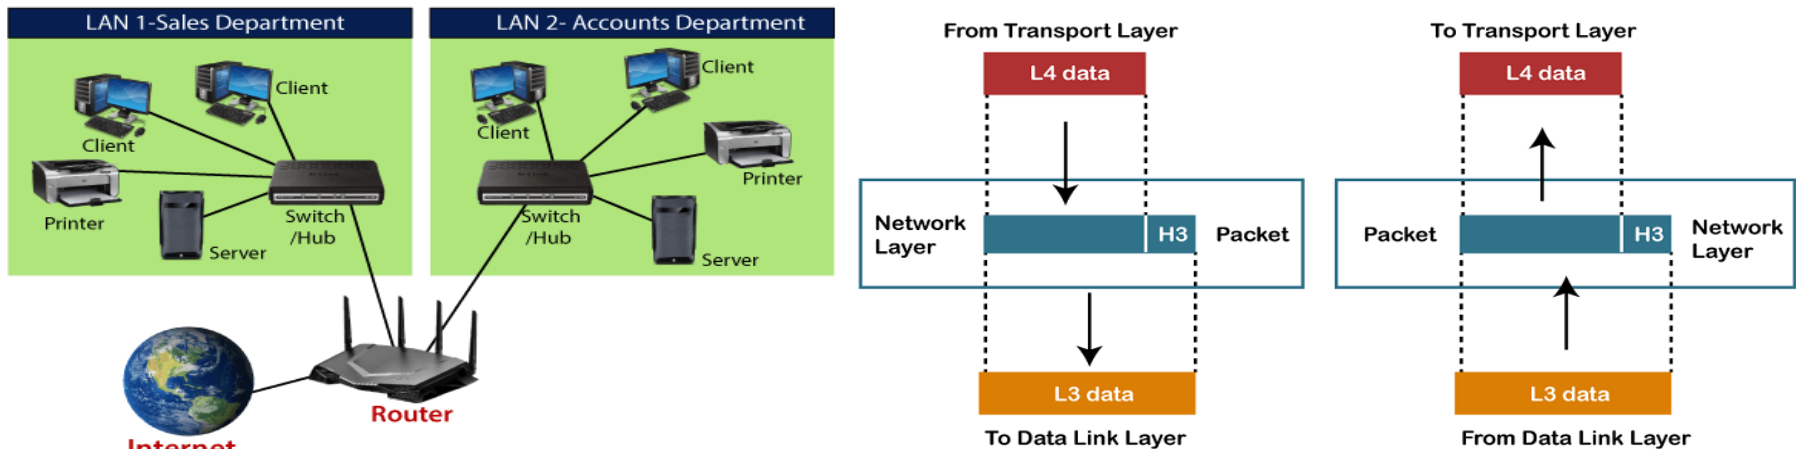 LAN 1-Sales Department
Client
Client
Printer
Switch
/Hub
Server
LAN 2- Accounts Department
Client
Client
Printer
Switch
/Hub
Server
Router
Internet
From Transport Layer
L4 data
Network
Layer
H3
Packet
L3 data
To Data Link Layer
To Transport Layer
L4 data
Packet
H3
Network
Layer
L3 data
From Data Link Layer